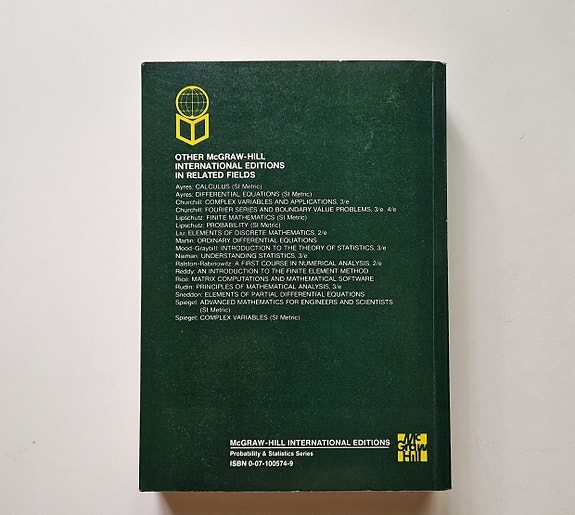 OTHER McGRAW-HILL
INTERNATIONAL EDITIONS
IN RELATED FIELDS
Ayres: CALCULUS (SI Metric)
Ayres: DIFFERENTIAL EQUATIONS (SI Metric)
Churchill: COMPLEX VARIABLES AND APPLICATIONS, 3/e
Churchill: FOURIER SERIES AND BOUNDARY VALUE PROBLEMS, 3/e 4/e
Lipschutz: FINITE MATHEMATICS (SI Metric)
Lipschutz: PROBABILITY (SI Metric)
Liu: ELEMENTS OF DISCRETE MATHEMATICS, 2/e
Martin: ORDINARY DIFFERENTIAL EQUATIONS
Mood-Graybill: INTRODUCTION TO THE THEORY OF STATISTICS, 3/e
Naiman: UNDERSTANDING STATISTICS, 3/e
Ralston-Rabinowitz: A FIRST COURSE IN NUMERICAL ANALYSIS, 2/e
Reddy: AN INTRODUCTION TO THE FINITE ELEMENT METHOD
Rice: MATRIX COMPUTATIONS AND MATHEMATICAL SOFTWARE
Rudin: PRINCIPLES OF MATHEMATICAL ANALYSIS, 3/e
Sneddon: ELEMENTS OF PARTIAL DIFFERENTIAL EQUATIONS
Spiegel: ADVANCED MATHEMATICS FOR ENGINEERS AND SCIENTISTS
(SI Metric)
Spiegel: COMPLEX VARIABLES (SI Metric)
McGRAW-HILL INTERNATIONAL EDITIONS
Probability & Statistics Series
ISBN 0-07-100574-9
Mc
Graw
Hill